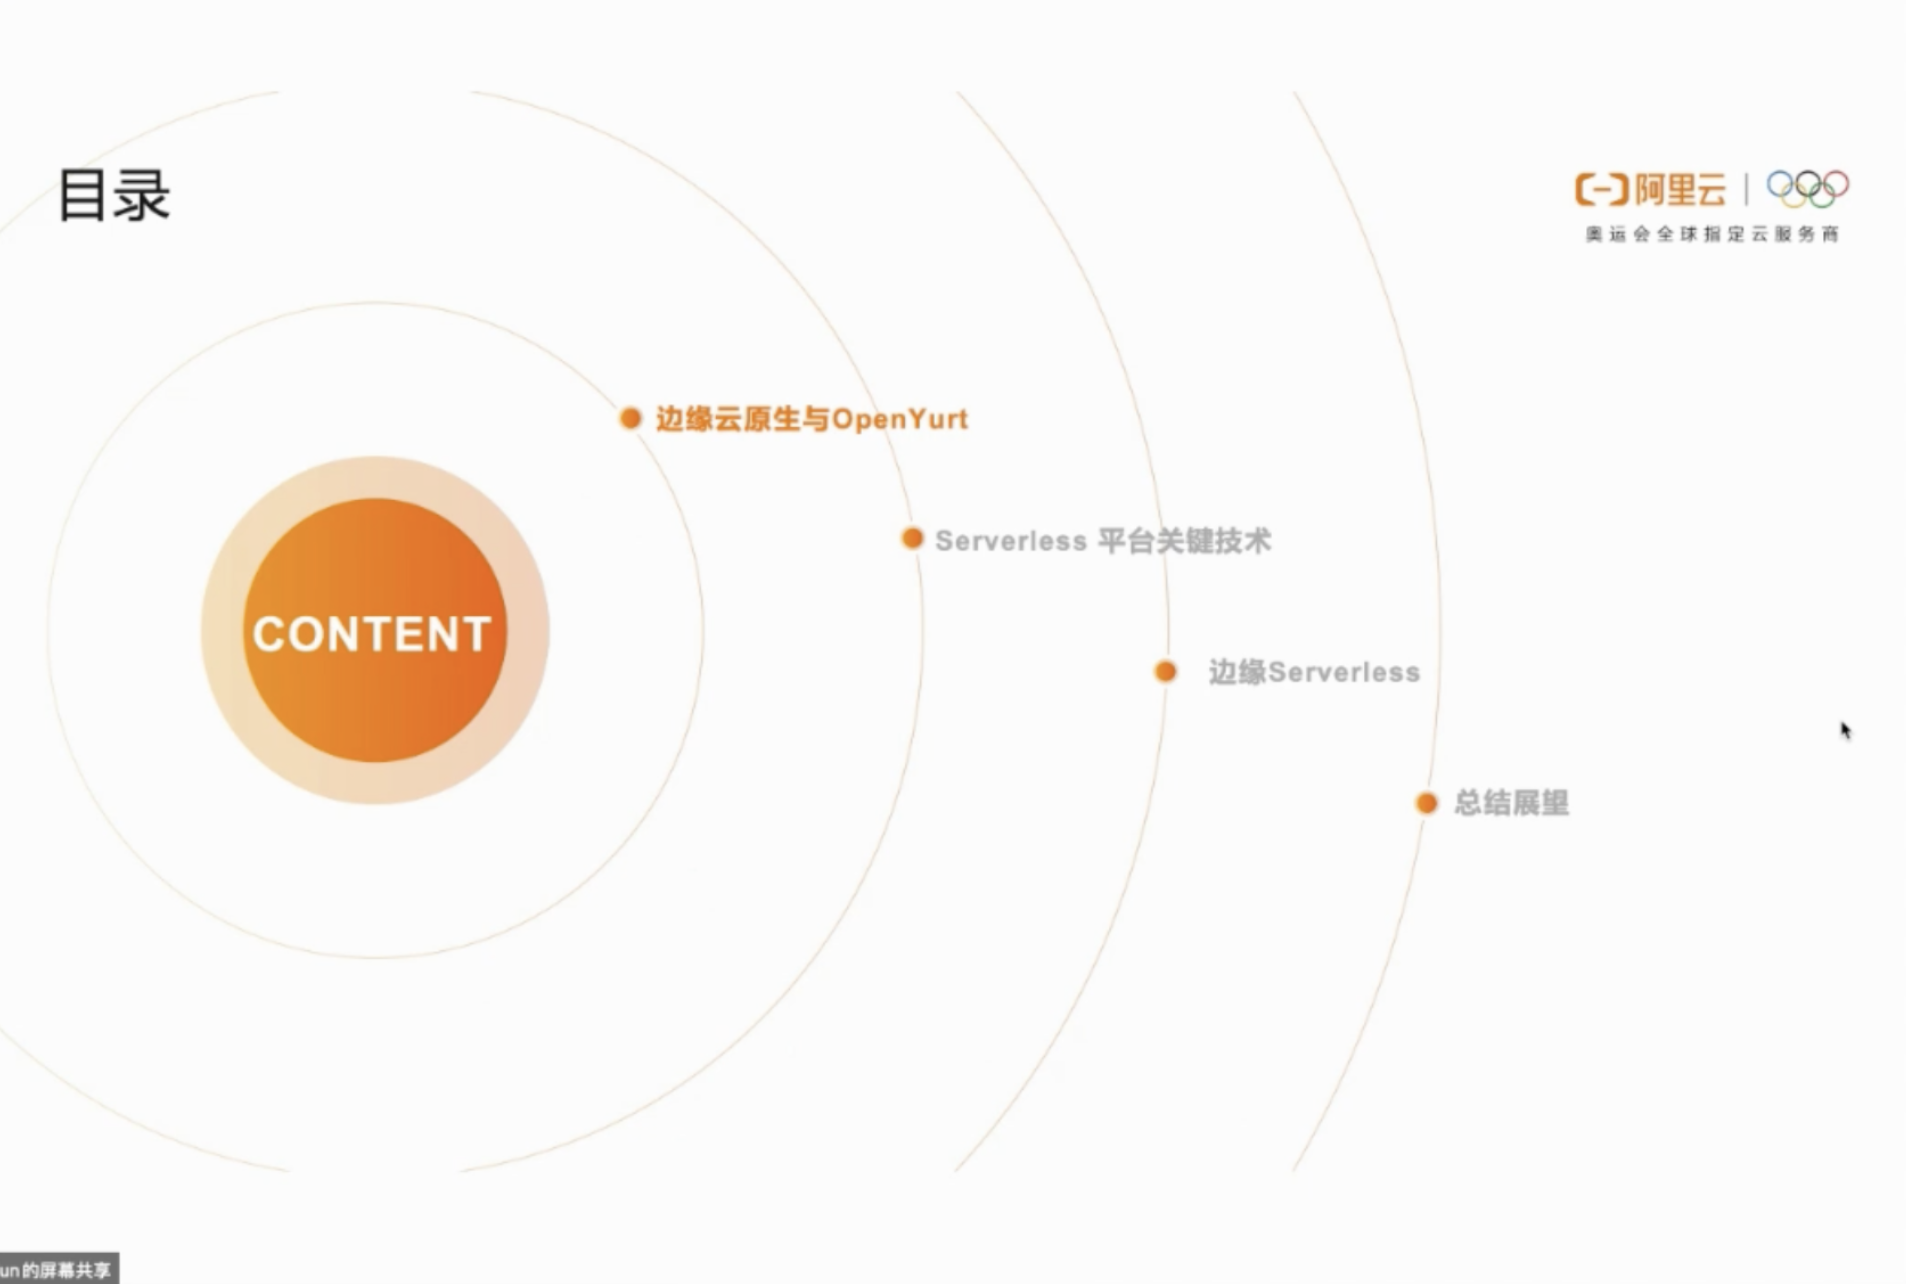 目录
阿里云
奥运会全球指定云服务商
边缘云原生与OpenYurt
Serverless 平台关键技术
CONTENT
边缘Serverless
总结展望
un的屏幕共享